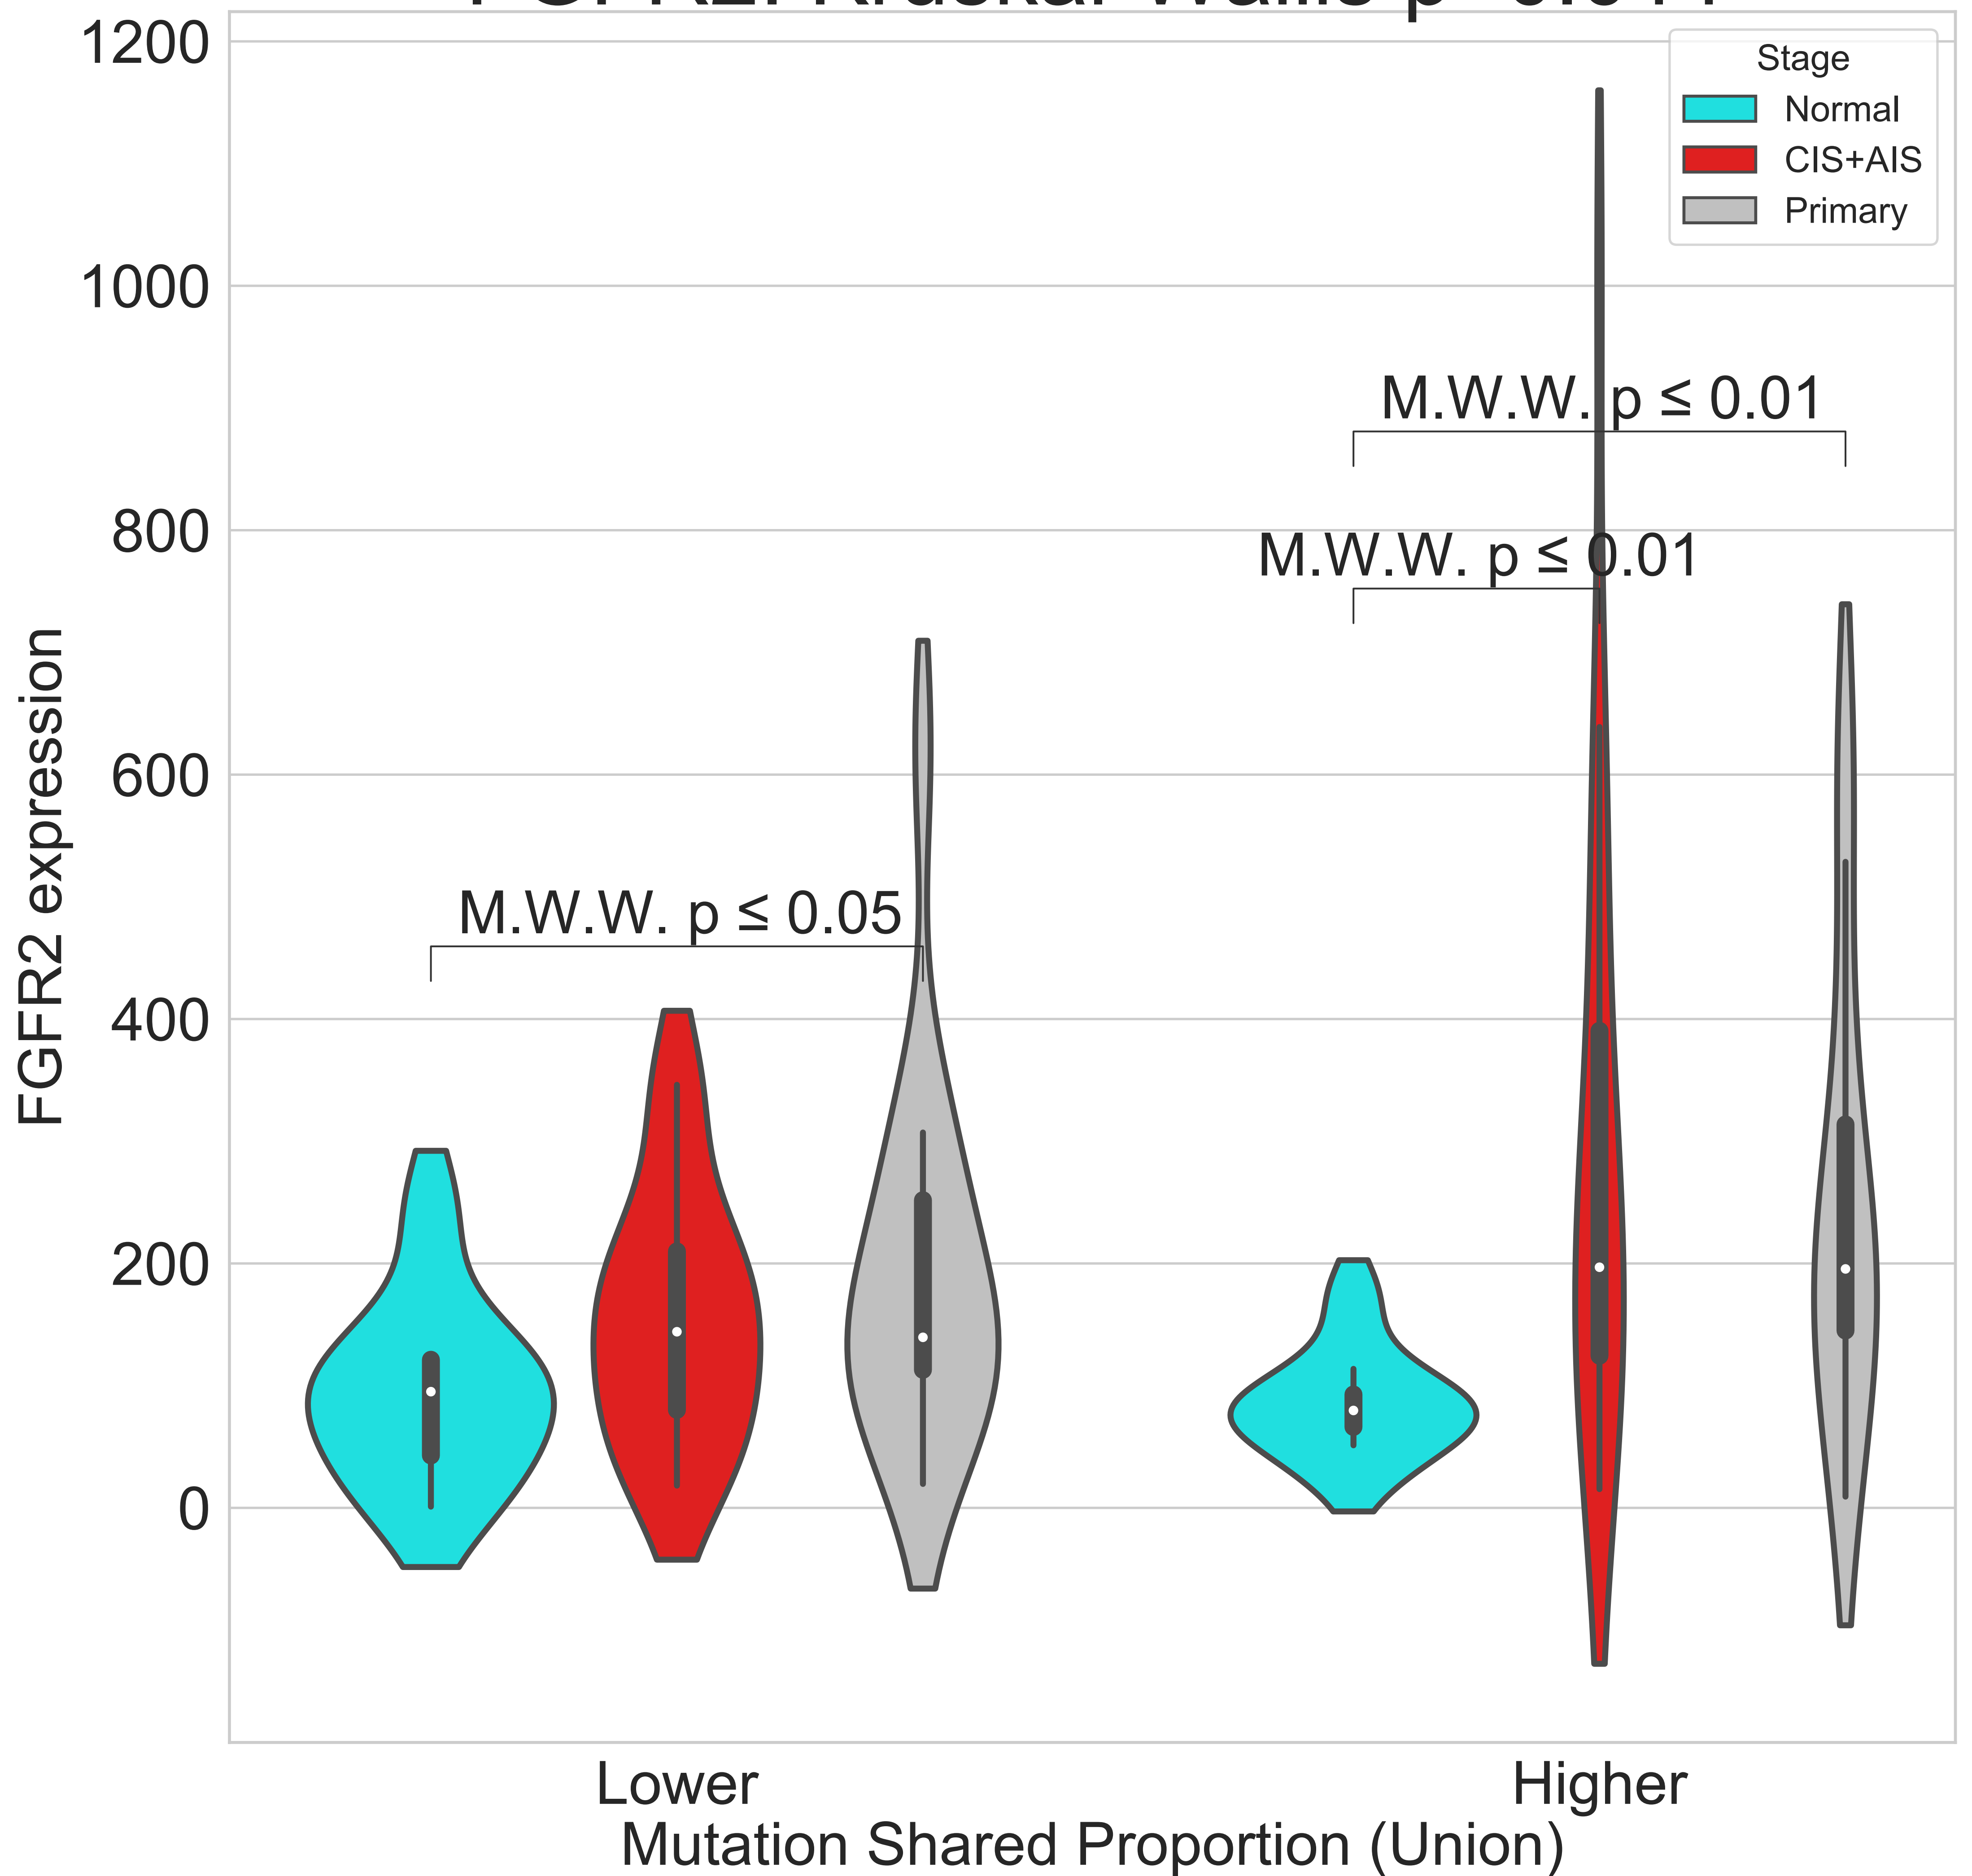 1200
1000
800
600
400
200
0
FGFR2 expression
Stage
Normal
CIS+AIS
Primary
M.W.W. p ≤ 0.01
M.W.W. p ≤ 0.01
M.W.W. p ≤ 0.05
Lower
Higher
Mutation Shared Proportion (Union)